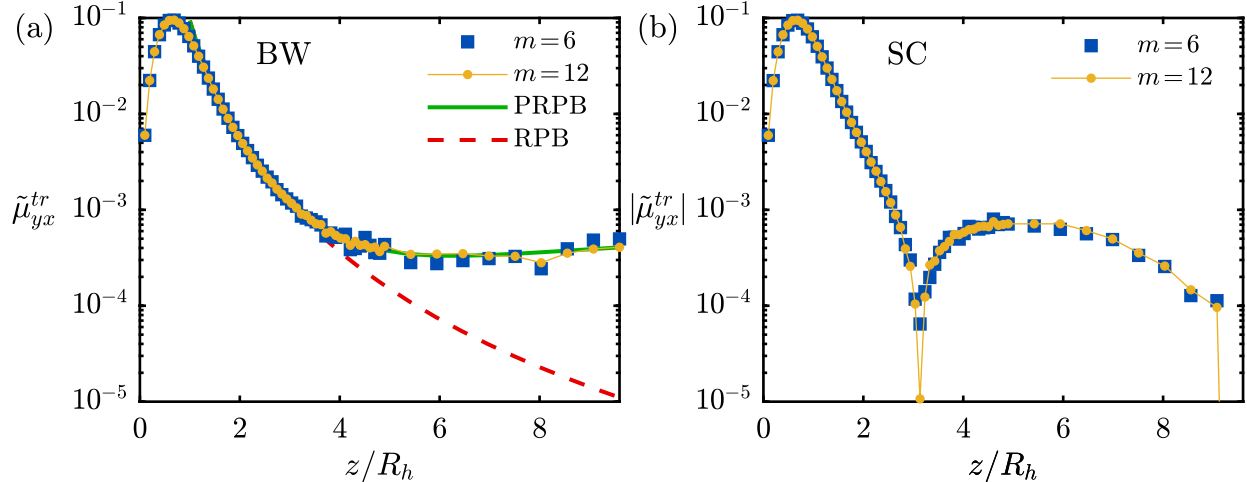 (a)
BW
m=6
m=12
PRPB
RPB
μ̃_{yx}^{tr}
10^{-1}
10^{-2}
10^{-3}
10^{-4}
10^{-5}
0 2 4 6 8
z/R_h
(b)
SC
m=6
m=12
|μ̃_{yx}^{tr}|
10^{-1}
10^{-2}
10^{-3}
10^{-4}
10^{-5}
0 2 4 6 8
z/R_h